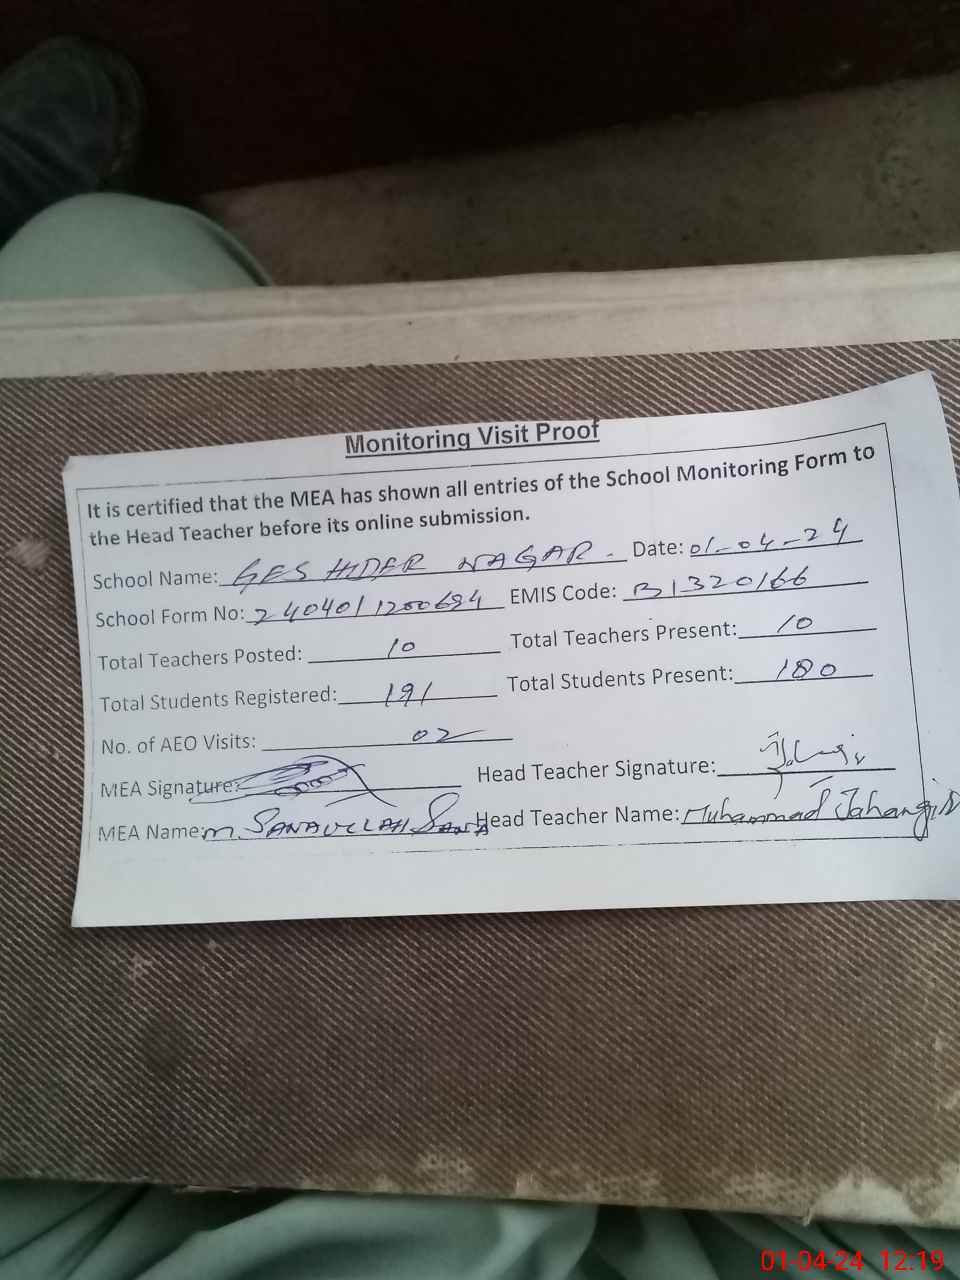 Monitoring Visit Proof
It is certified that the MEA has shown all entries of the School Monitoring Form to
the Head Teacher before its online submission.
School Name: GES HIDER NAGAR - Date: 01-04-24
School Form No: 2404011200694 EMIS Code: 31320166
Total Teachers Posted: 10 Total Teachers Present: 10
Total Students Registered: 191 Total Students Present: 180
No. of AEO Visits: 02
MEA Signature: Head Teacher Signature:
MEA Name: M. SANAULLAH SANA Head Teacher Name: Muhammad Jahangir
01-04-24 12:19